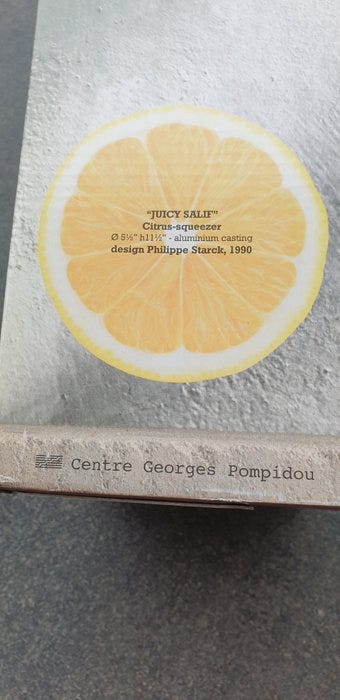 "JUICY SALIF"
Citrus-squeezer
Ø 5½" h11½" - aluminium casting
design Philippe Starck, 1990
Centre Georges Pompidou